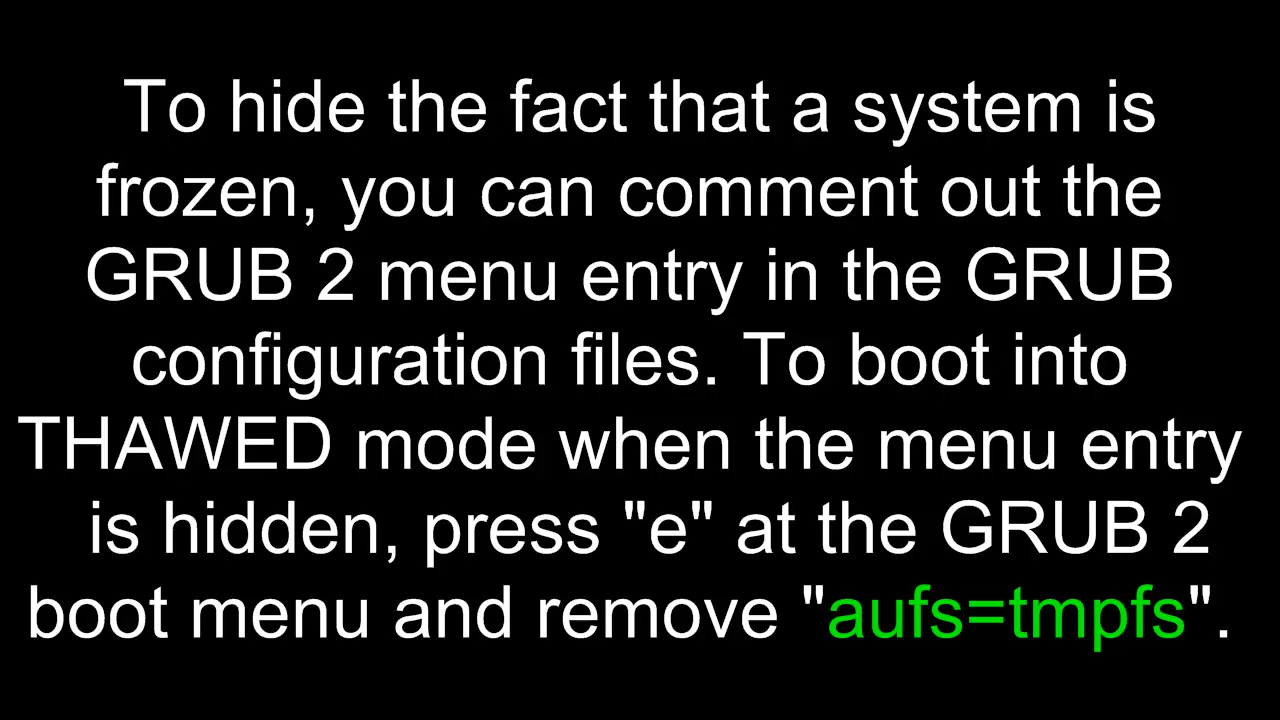 To hide the fact that a system is
frozen, you can comment out the
GRUB 2 menu entry in the GRUB
configuration files. To boot into
THAWED mode when the menu entry
is hidden, press "e" at the GRUB 2
boot menu and remove "aufs=tmpfs".